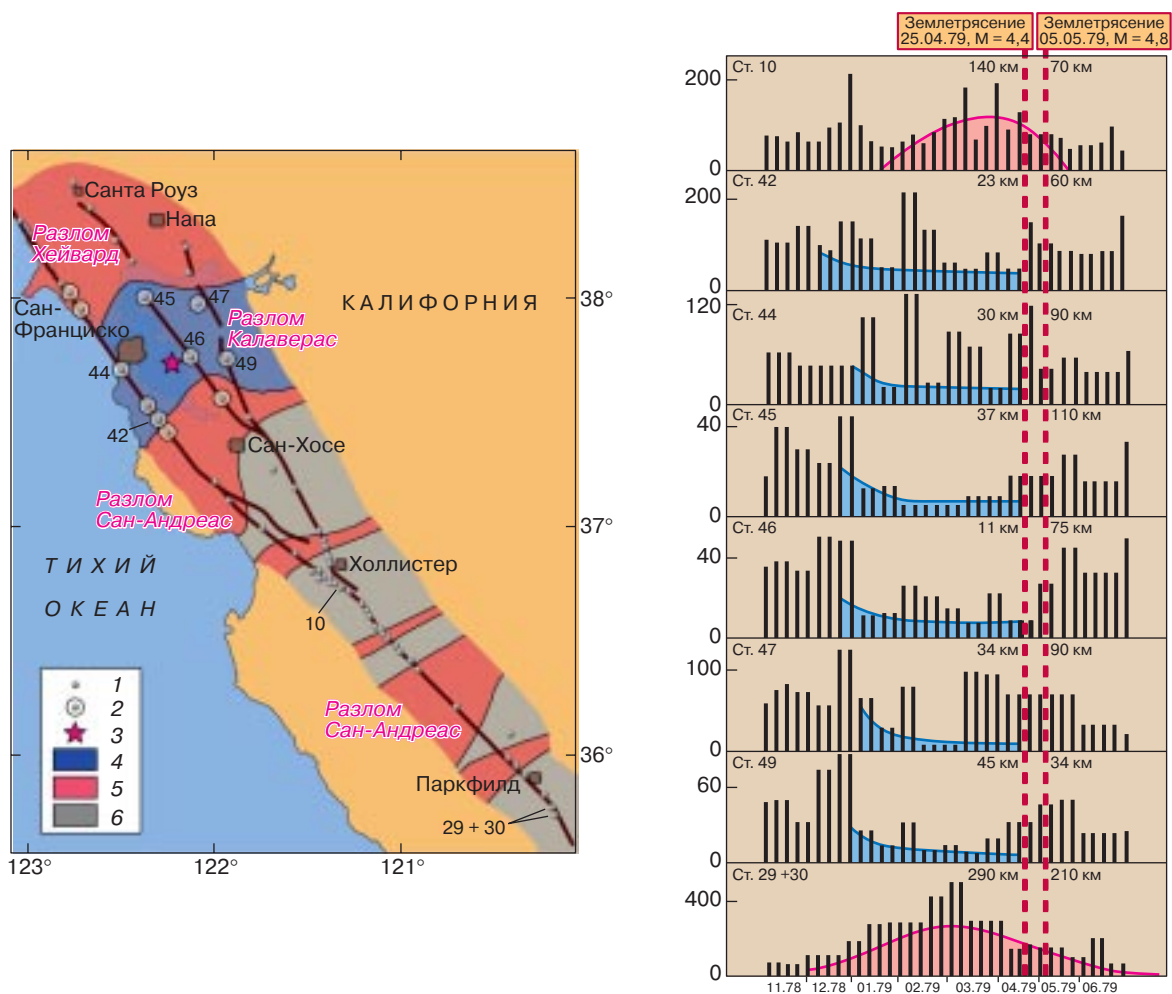 Санта Роуз
Напа
Разлом
Хейвард
Сан-
Франциско
45
47
46
49
44
42
КАЛИФОРНИЯ
Разлом
Калаверас
Сан-Хосе
Разлом
Сан-Андреас
ТИХИЙ
ОКЕАН
Холлистер
10
Разлом
Сан-Андреас
Паркфилд
29 + 30
1
2
3
4
5
6
38°
37°
36°
123°
122°
121°
Землетрясение
25.04.79, М = 4,4
Землетрясение
05.05.79, М = 4,8
Ст. 10 140 км 70 км
200
0
Ст. 42 23 км 60 км
200
0
Ст. 44 30 км 90 км
120
0
Ст. 45 37 км 110 км
40
0
Ст. 46 11 км 75 км
40
0
Ст. 47 34 км 90 км
100
0
Ст. 49 45 км 34 км
60
0
Ст. 29 +30 290 км 210 км
400
0
11.78 12.78 01.79 02.79 03.79 04.79 05.79 06.79